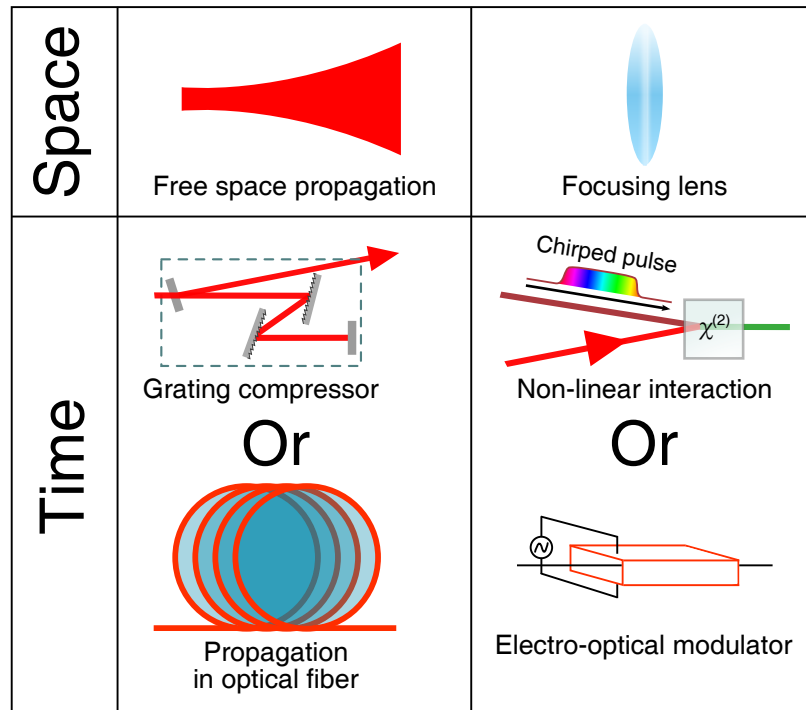 Space
Free space propagation
Focusing lens
Time
Grating compressor
Or
Propagation
in optical fiber
Chirped pulse
χ(2)
Non-linear interaction
Or
Electro-optical modulator